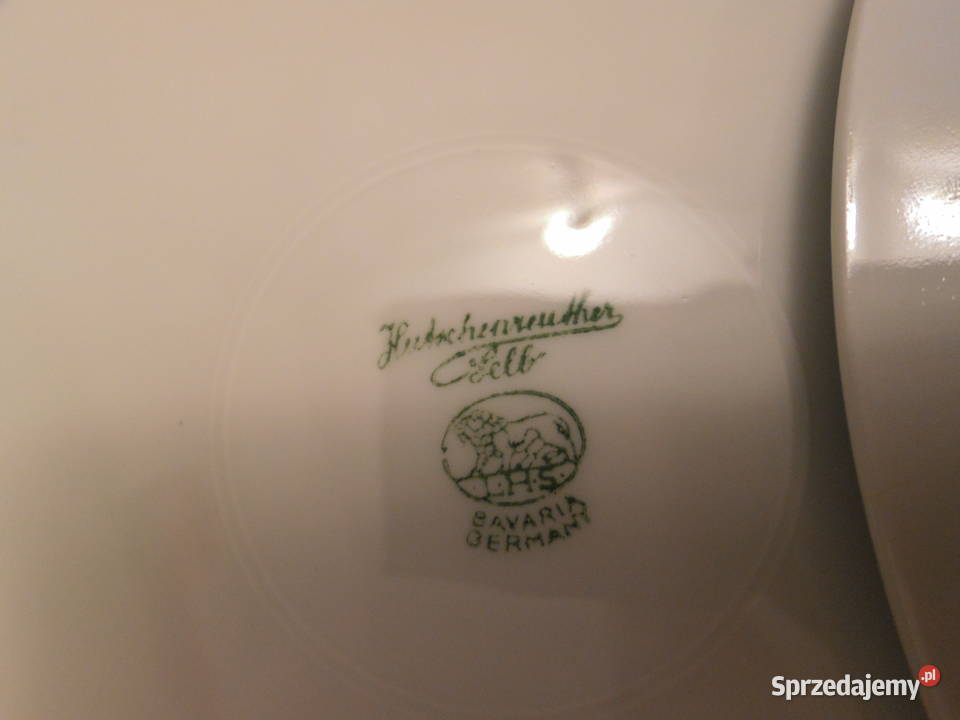 Hutschenreuther
Selb
L.H.S.
BAVARIA
GERMANY
Sprzedajemy.pl